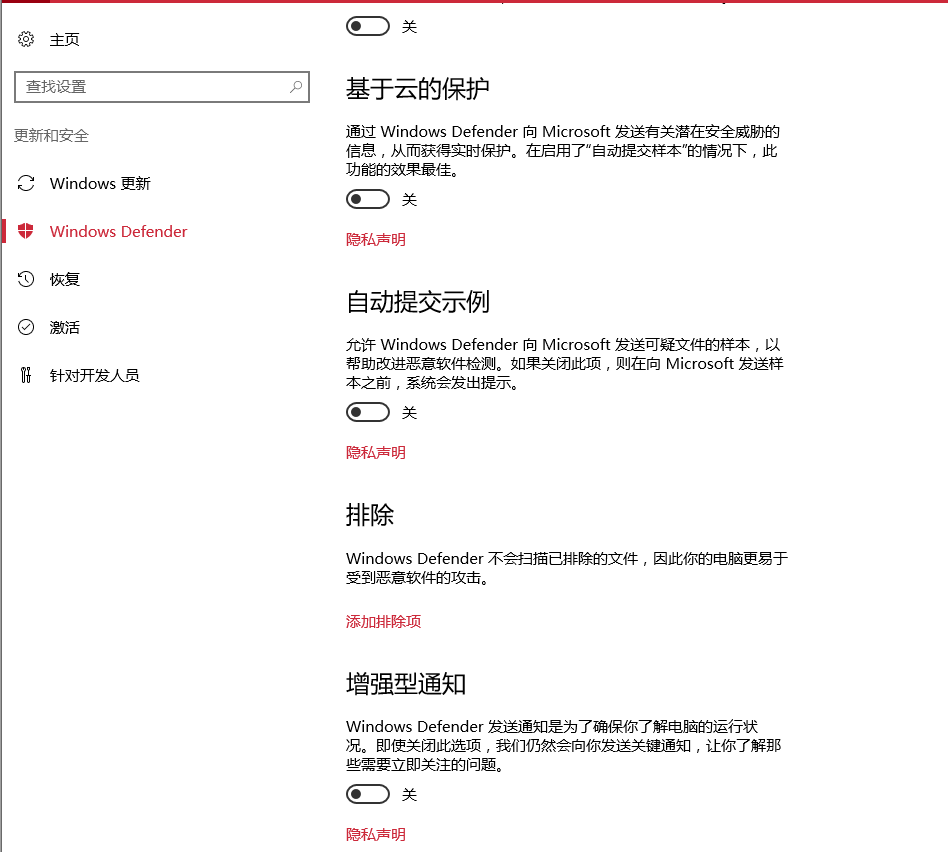 主页
查找设置
更新和安全
Windows 更新
Windows Defender
恢复
激活
针对开发人员
关
基于云的保护
通过 Windows Defender 向 Microsoft 发送有关潜在安全威胁的
信息，从而获得实时保护。在启用了“自动提交样本”的情况下，此
功能的效果最佳。
关
隐私声明
自动提交示例
允许 Windows Defender 向 Microsoft 发送可疑文件的样本，以
帮助改进恶意软件检测。如果关闭此项，则在向 Microsoft 发送样
本之前，系统会发出提示。
关
隐私声明
排除
Windows Defender 不会扫描已排除的文件，因此你的电脑更易于
受到恶意软件的攻击。
添加排除项
增强型通知
Windows Defender 发送通知是为了确保你了解电脑的运行状
况。即使关闭此选项，我们仍然会向你发送关键通知，让你了解那
些需要立即关注的问题。
关
隐私声明